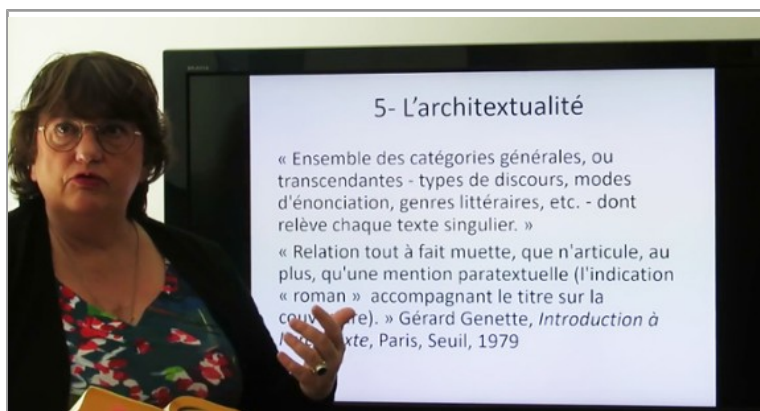 5- L'architextualité
« Ensemble des catégories générales, ou
transcendantes - types de discours, modes
d'énonciation, genres littéraires, etc. - dont
relève chaque texte singulier. »
« Relation tout à fait muette, que n'articule, au
plus, qu'une mention paratextuelle (l'indication
« roman » accompagnant le titre sur la
» Gérard Genette, Introduction à
Paris, Seuil, 1979